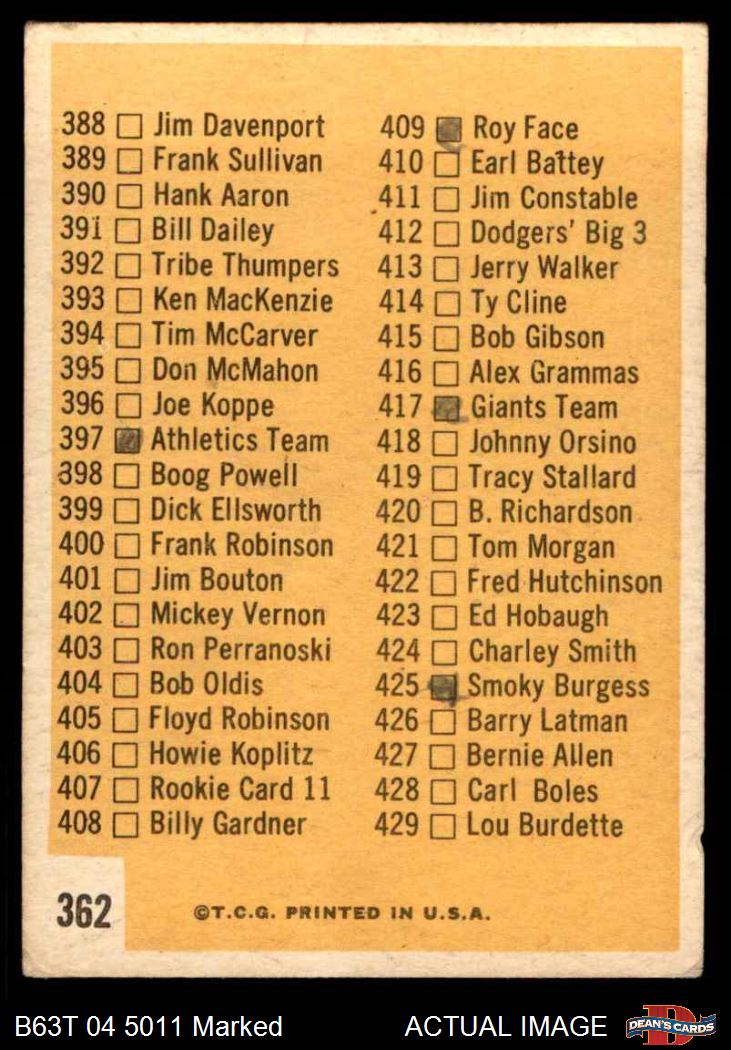 388 Jim Davenport
389 Frank Sullivan
390 Hank Aaron
391 Bill Dailey
392 Tribe Thumpers
393 Ken MacKenzie
394 Tim McCarver
395 Don McMahon
396 Joe Koppe
397 Athletics Team
398 Boog Powell
399 Dick Ellsworth
400 Frank Robinson
401 Jim Bouton
402 Mickey Vernon
403 Ron Perranoski
404 Bob Oldis
405 Floyd Robinson
406 Howie Koplitz
407 Rookie Card 11
408 Billy Gardner
409 Roy Face
410 Earl Battey
411 Jim Constable
412 Dodgers' Big 3
413 Jerry Walker
414 Ty Cline
415 Bob Gibson
416 Alex Grammas
417 Giants Team
418 Johnny Orsino
419 Tracy Stallard
420 B. Richardson
421 Tom Morgan
422 Fred Hutchinson
423 Ed Hobaugh
424 Charley Smith
425 Smoky Burgess
426 Barry Latman
427 Bernie Allen
428 Carl Boles
429 Lou Burdette
362
©T.C.G. PRINTED IN U.S.A.
B63T 04 5011 Marked
ACTUAL IMAGE
DEAN'S CARDS